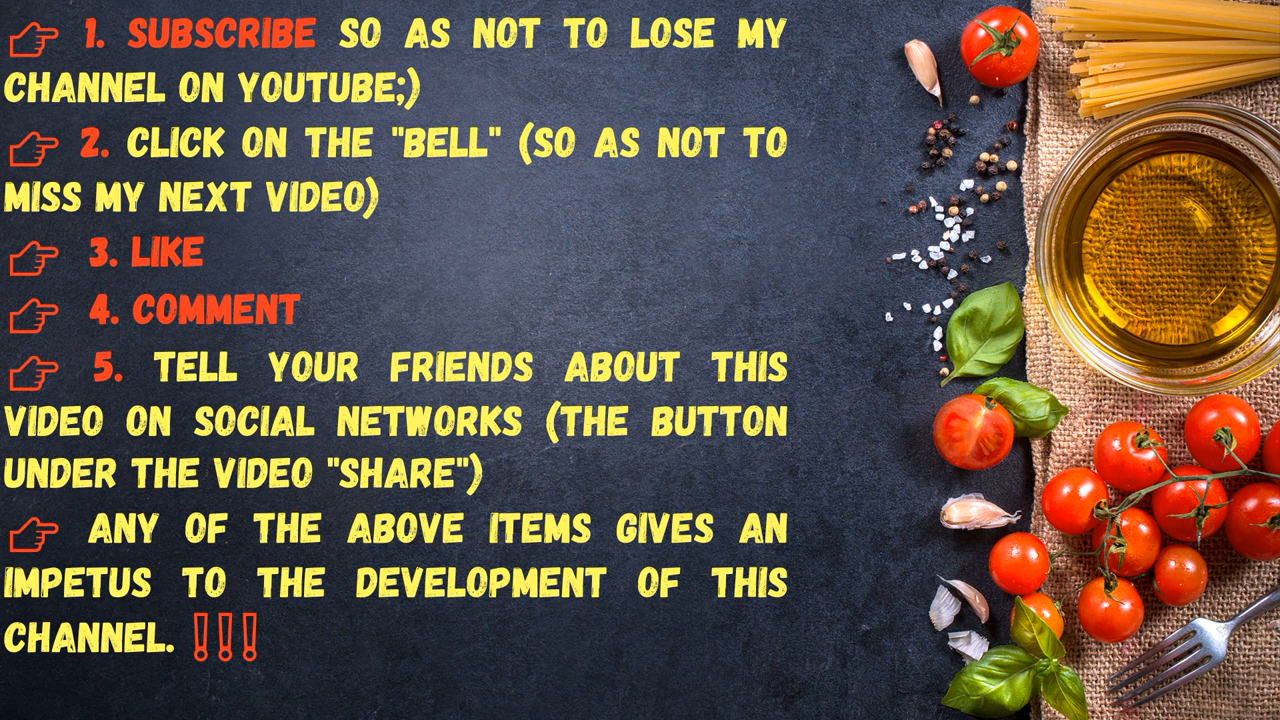 👉 1. SUBSCRIBE SO AS NOT TO LOSE MY
CHANNEL ON YOUTUBE;)
👉 2. CLICK ON THE "BELL" (SO AS NOT TO
MISS MY NEXT VIDEO)
👉 3. LIKE
👉 4. COMMENT
👉 5. TELL YOUR FRIENDS ABOUT THIS
VIDEO ON SOCIAL NETWORKS (THE BUTTON
UNDER THE VIDEO "SHARE")
👉 ANY OF THE ABOVE ITEMS GIVES AN
IMPETUS TO THE DEVELOPMENT OF THIS
CHANNEL. !!!